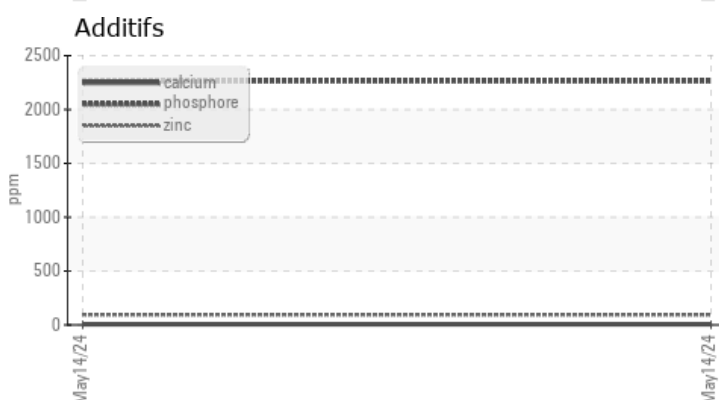 Additifs
2500
2000
1500
1000
500
0
ppm
calcium
phosphore
zinc
May14/24
May14/24